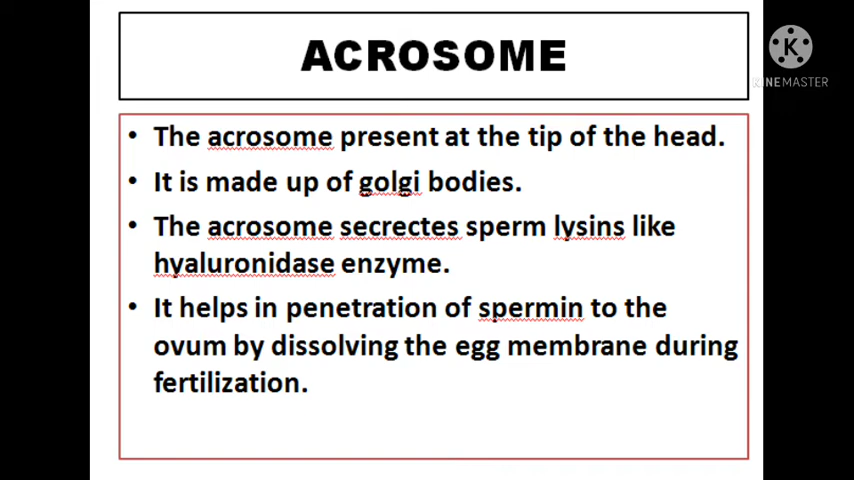 ACROSOME
K
KINEMASTER
• The acrosome present at the tip of the head.
• It is made up of golgi bodies.
• The acrosome secrectes sperm lysins like
hyaluronidase enzyme.
• It helps in penetration of spermin to the
ovum by dissolving the egg membrane during
fertilization.